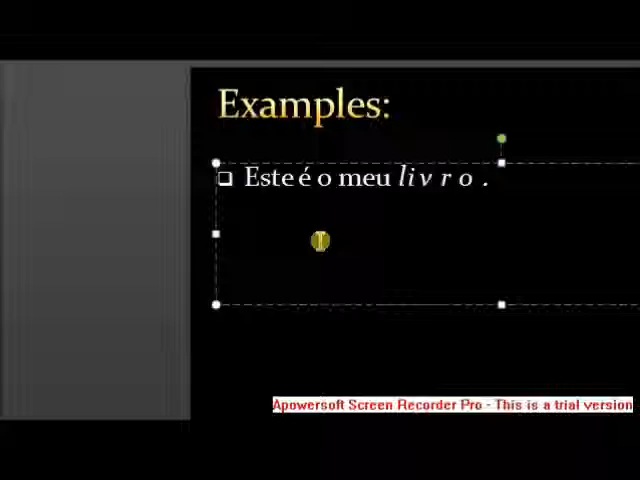 Examples:
Este é o meu livro.
Apowersoft Screen Recorder Pro - This is a trial version